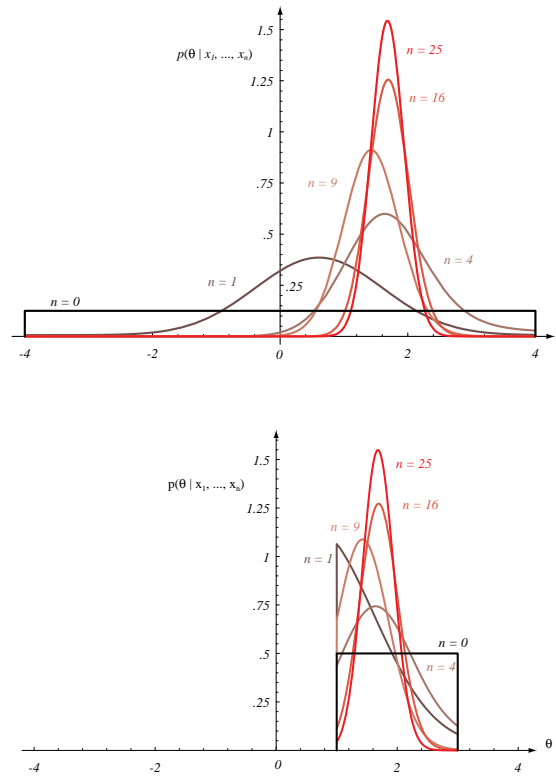 1.5
p(θ | x1, ..., xn)
n = 25
1.25
n = 16
1
n = 9
.75
.5
n = 4
n = 1
.25
n = 0
-4 -2 0 2 4
1.5
n = 25
p(θ | x1, ..., xn)
1.25
n = 16
n = 9
1
n = 1
.75
n = 0
.5
n = 4
.25
θ
-4 -2 0 2 4